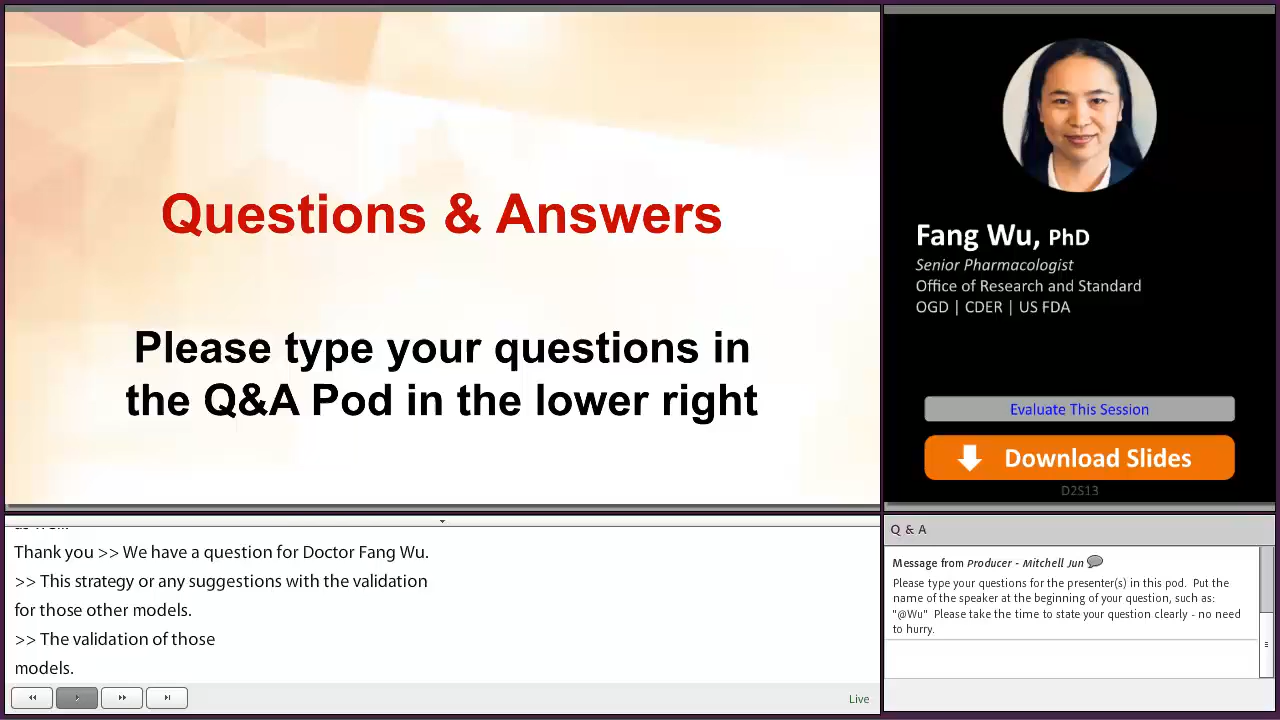 Questions & Answers
Please type your questions in
the Q&A Pod in the lower right
Fang Wu, PhD
Senior Pharmacologist
Office of Research and Standard
OGD | CDER | US FDA
Evaluate This Session
Download Slides
D2S13
Thank you >> We have a question for Doctor Fang Wu.
>> This strategy or any suggestions with the validation
for those other models.
>> The validation of those
models.
Live
Q & A
Message from Producer - Mitchell Jun
Please type your questions for the presenter(s) in this pod. Put the
name of the speaker at the beginning of your question, such as:
"@Wu" Please take the time to state your question clearly - no need
to hurry.